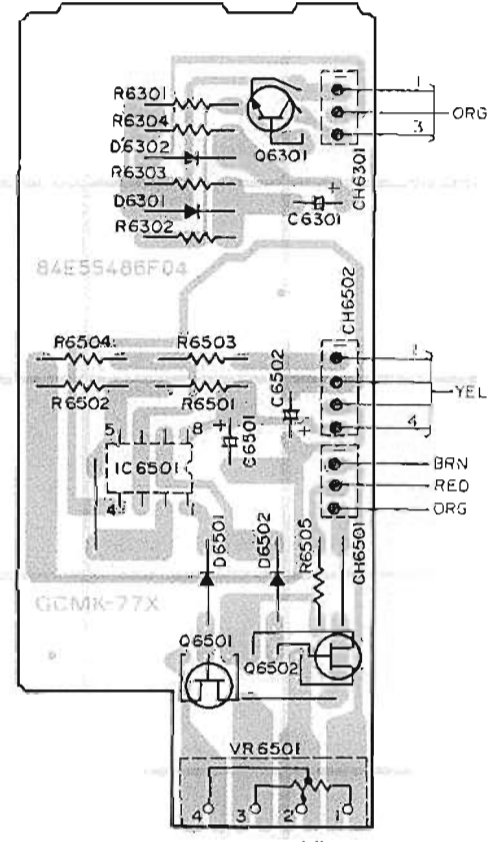 R6301
1
R6304
ORG
D6302
3
Q6301
R6303
CH6301
D6301
+
C6301
R6302
84E55486F04
CH6502
R6504
R6503
C6502
YEL
R6502
R6501
4
+
+
C6501
5
8
IC6501
BRN
4
RED
ORG
D6501
D6502
R6505
CH6501
GCMK-77X
Q6501
Q6502
VR6501
4
3
2
1